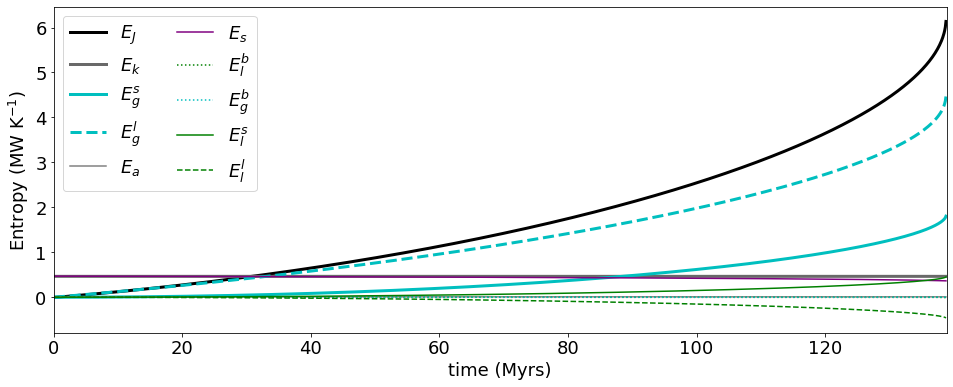 6
5
4
3
2
1
0
Entropy (MW K⁻¹)
E_J
E_k
E_g^s
E_g^l
E_a
E_s
E_l^b
E_g^b
E_l^s
E_l^l
0 20 40 60 80 100 120
time (Myrs)